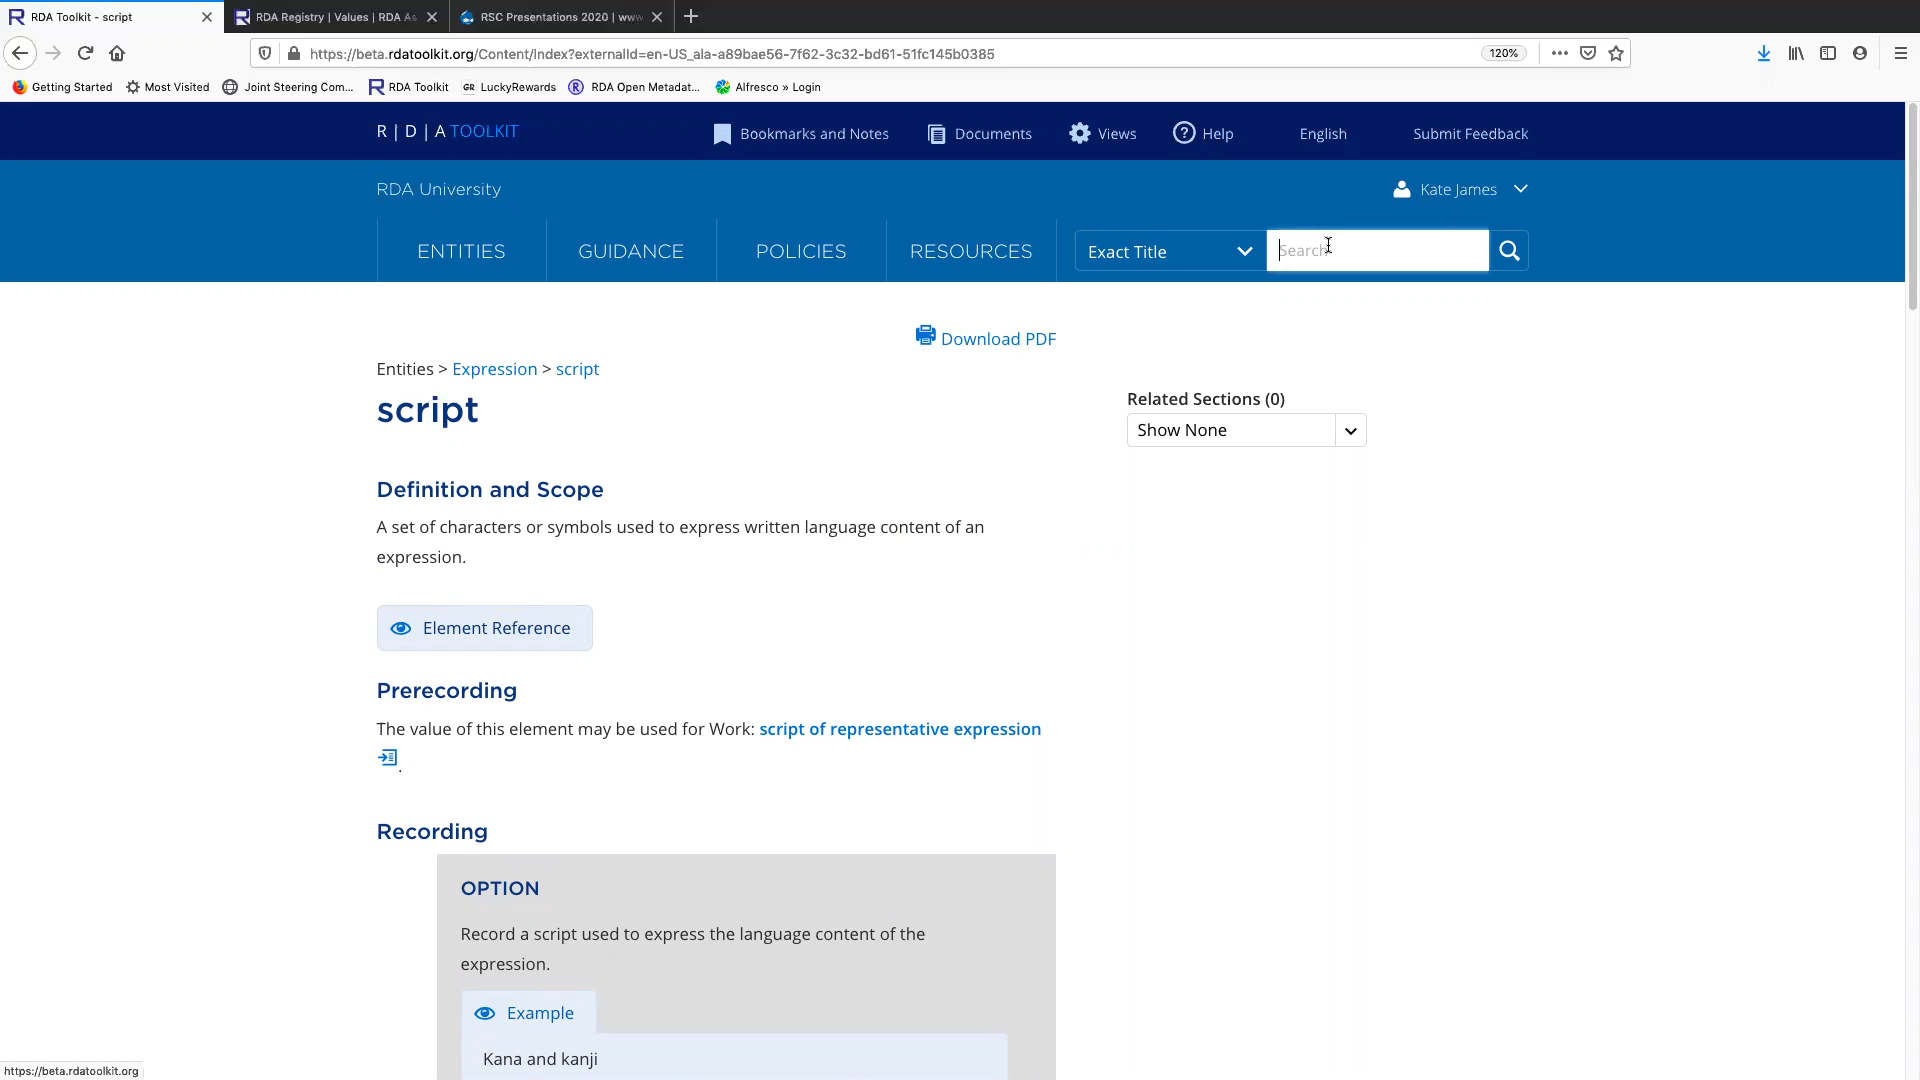 RDA Toolkit - script
RDA Registry | Values | RDA As
RSC Presentations 2020 | www
https://beta.rdatoolkit.org/Content/Index?externalId=en-US_ala-a89bae56-7f62-3c32-bd61-51fc145b0385
120%
Getting Started
Most Visited
Joint Steering Com...
RDA Toolkit
GR LuckyRewards
RDA Open Metadat...
Alfresco » Login
R | D | A TOOLKIT
Bookmarks and Notes
Documents
Views
Help
English
Submit Feedback
RDA University
Kate James
ENTITIES
GUIDANCE
POLICIES
RESOURCES
Exact Title
Search
Download PDF
Entities > Expression > script
script
Related Sections (0)
Show None
Definition and Scope
A set of characters or symbols used to express written language content of an
expression.
Element Reference
Prerecording
The value of this element may be used for Work: script of representative expression
.
Recording
OPTION
Record a script used to express the language content of the
expression.
Example
Kana and kanji
https://beta.rdatoolkit.org